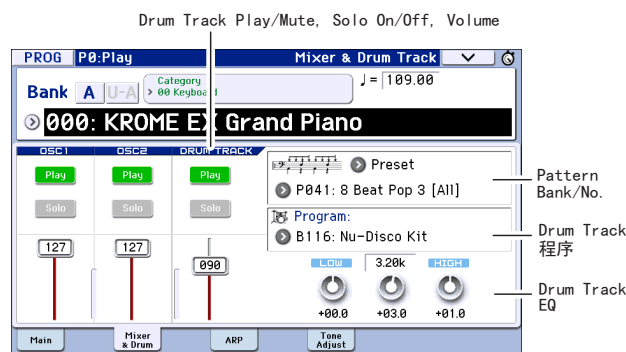 Drum Track Play/Mute, Solo On/Off, Volume
PROG P0:Play Mixer & Drum Track
Bank A U-A Category 00 Keyboard ♩= 109.00
000: KROME EX Grand Piano
OSC1 OSC2 DRUM TRACK
Play Play Play
Solo Solo Solo
127 127 090
Preset
P041: 8 Beat Pop 3 [All]
Pattern
Bank/No.
Program:
B116: Nu-Disco Kit
Drum Track
程序
LOW 3.20k HIGH
+00.0 +03.0 +01.0
Drum Track
EQ
Main Mixer & Drum ARP Tone Adjust